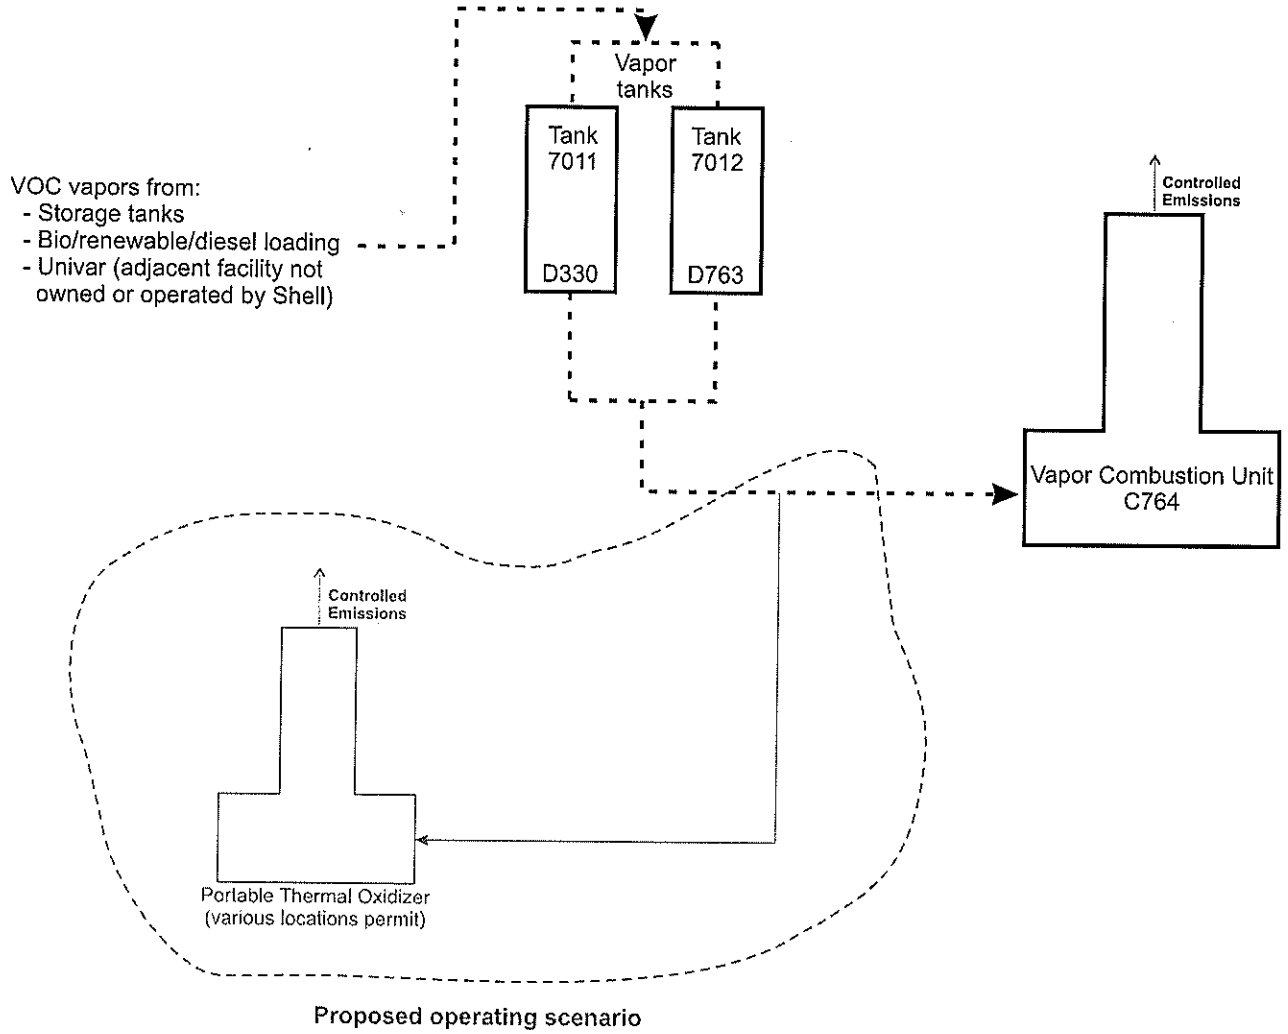 Vapor
tanks
Tank
7011
D330
Tank
7012
D763
VOC vapors from:
- Storage tanks
- Bio/renewable/diesel loading
- Univar (adjacent facility not
owned or operated by Shell)
Controlled
Emissions
Vapor Combustion Unit
C764
Controlled
Emissions
Portable Thermal Oxidizer
(various locations permit)
Proposed operating scenario